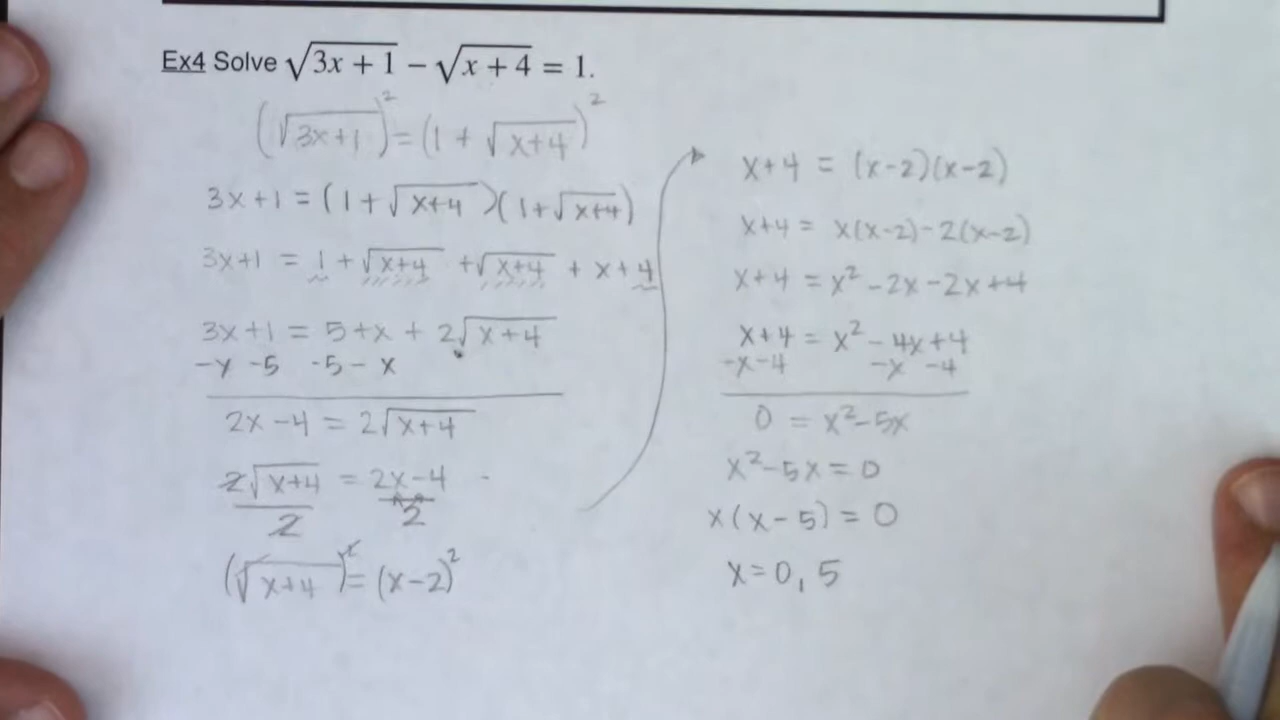 Ex4 Solve √(3x + 1) − √(x + 4) = 1.
(√(3x+1))² = (1 + √(x+4))²
3x+1 = (1+√(x+4))(1+√(x+4))
3x+1 = 1 + √(x+4) + √(x+4) + x+4
3x+1 = 5+x + 2√(x+4)
-x -5 -5 - x
2x-4 = 2√(x+4)
2√(x+4) = 2x-4
2 2
(√(x+4))² = (x-2)²
x+4 = (x-2)(x-2)
x+4 = x(x-2)-2(x-2)
x+4 = x² -2x-2x+4
x+4 = x² - 4x+4
-x-4 -x -4
0 = x²-5x
x²-5x = 0
x(x-5) = 0
x=0, 5